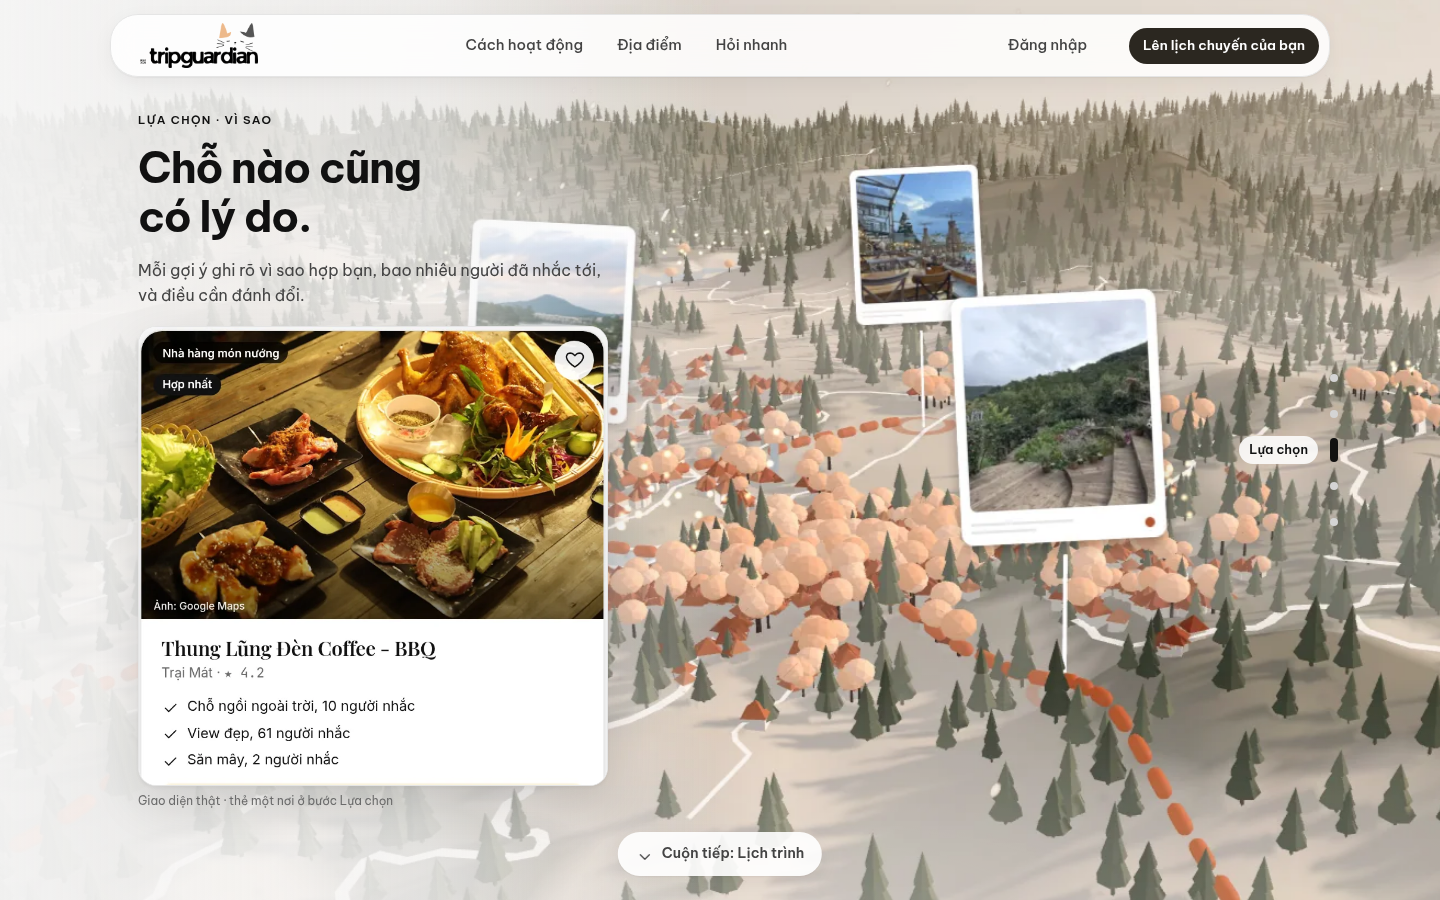 tripguardian
Cách hoạt động
Địa điểm
Hỏi nhanh
Đăng nhập
Lên lịch chuyến của bạn
LỰA CHỌN · VÌ SAO
Chỗ nào cũng
có lý do.
Mỗi gợi ý ghi rõ vì sao hợp bạn, bao nhiêu người đã nhắc tới,
và điều cần đánh đổi.
Nhà hàng món nướng
Hợp nhất
Ảnh: Google Maps
Thung Lũng Đèn Coffee - BBQ
Trại Mát · ★ 4.2
Chỗ ngồi ngoài trời, 10 người nhắc
View đẹp, 61 người nhắc
Săn mây, 2 người nhắc
Giao diện thật · thẻ một nơi ở bước Lựa chọn
Lựa chọn
Cuộn tiếp: Lịch trình